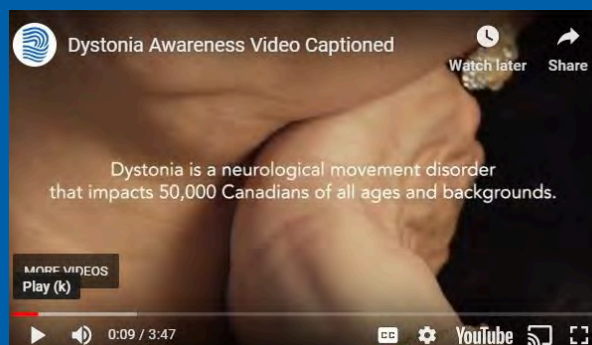 Dystonia Awareness Video Captioned
Watch later Share
Dystonia is a neurological movement disorder
that impacts 50,000 Canadians of all ages and backgrounds.
MORE VIDEOS
Play (k)
0:09 / 3:47 CC YouTube